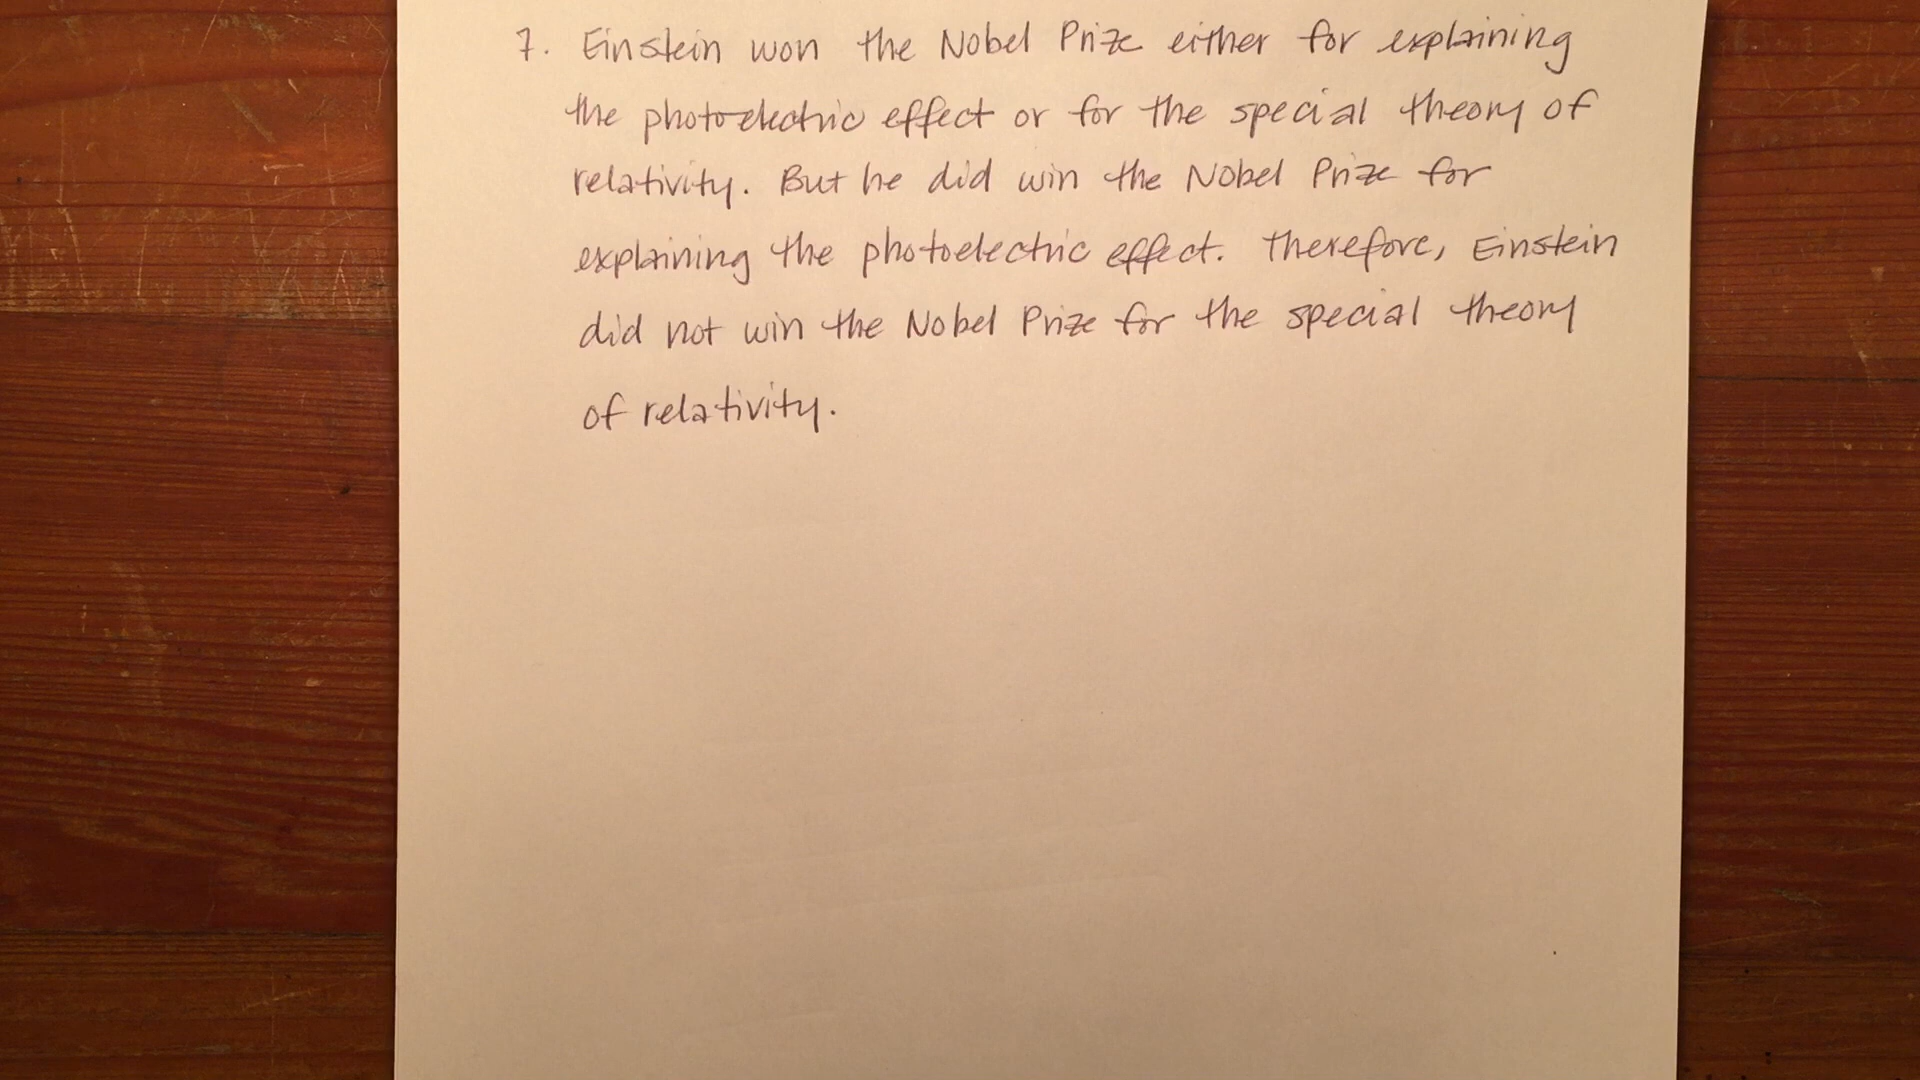 7. Einstein won the Nobel Prize either for explaining
the photoelectric effect or for the special theory of
relativity. But he did win the Nobel Prize for
explaining the photoelectric effect. Therefore, Einstein
did not win the Nobel Prize for the special theory
of relativity.